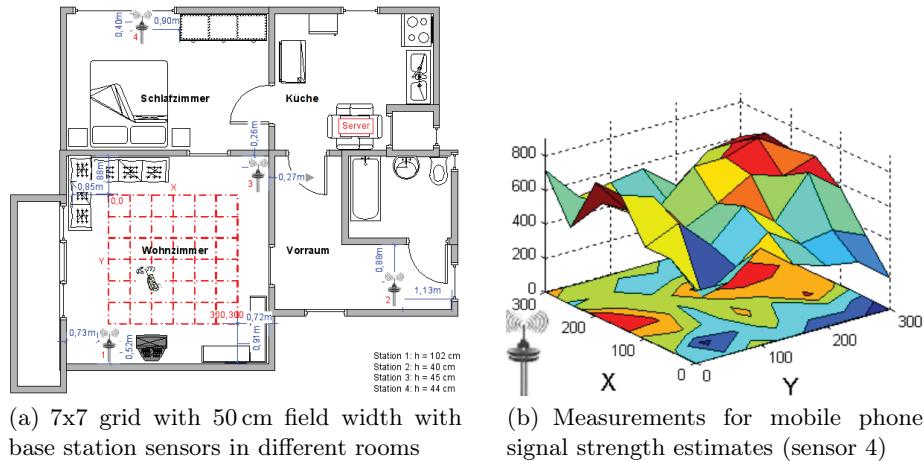 0,40m
0,90m
4
Schlafzimmer
Küche
Server
0,26m
3
0,27m
88m
0,85m
X
0,0
Wohnzimmer
Vorraum
Y
0,88m
2
1,13m
300,300
0,72m
0,91m
0,73m
1
0,52m
Station 1: h = 102 cm
Station 2: h = 40 cm
Station 3: h = 45 cm
Station 4: h = 44 cm
(a) 7x7 grid with 50 cm field width with
base station sensors in different rooms
800
600
400
200
0
300
200
100
0
X
0
100
200
300
Y
(b) Measurements for mobile phone
signal strength estimates (sensor 4)